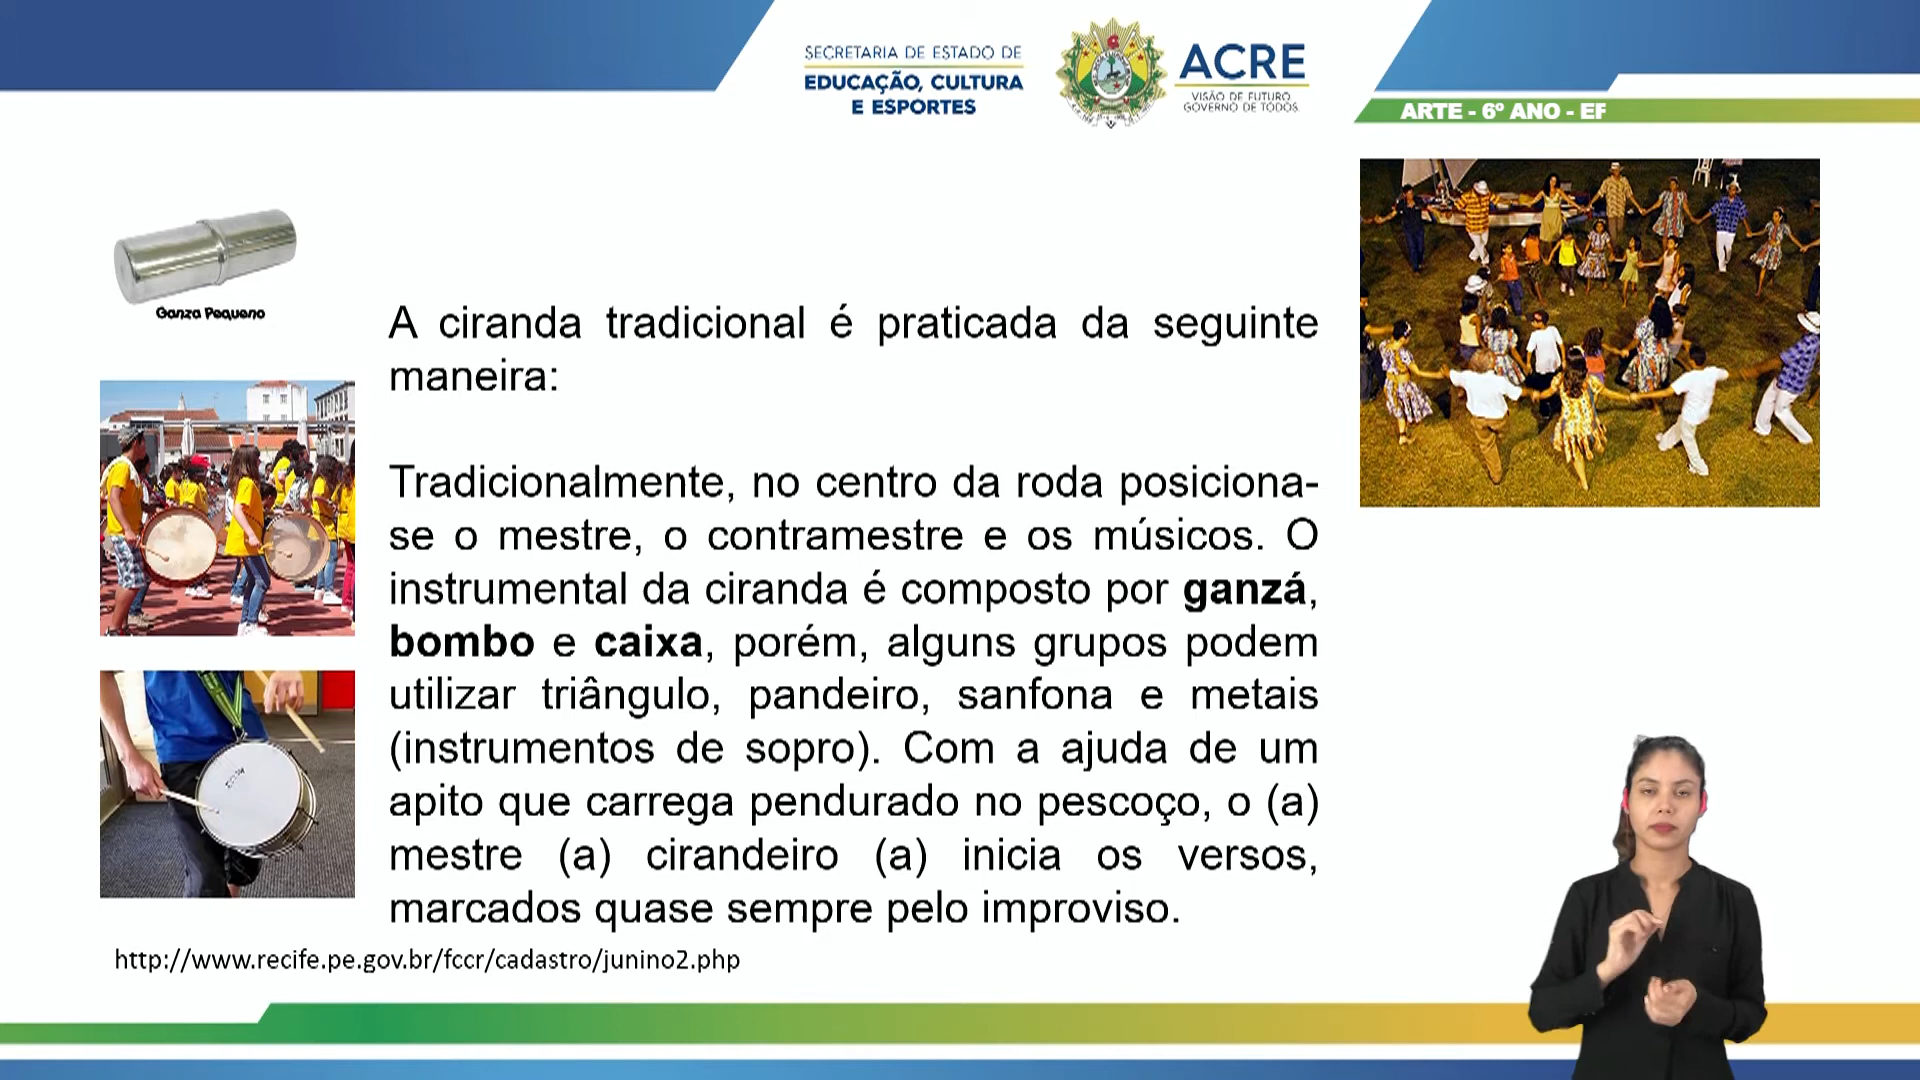 SECRETARIA DE ESTADO DE
EDUCAÇÃO, CULTURA
E ESPORTES
ACRE
VISÃO DE FUTURO
GOVERNO DE TODOS
ARTE - 6º ANO - EF
Ganza Pequeno
A ciranda tradicional é praticada da seguinte
maneira:
Tradicionalmente, no centro da roda posiciona-
se o mestre, o contramestre e os músicos. O
instrumental da ciranda é composto por ganzá,
bombo e caixa, porém, alguns grupos podem
utilizar triângulo, pandeiro, sanfona e metais
(instrumentos de sopro). Com a ajuda de um
apito que carrega pendurado no pescoço, o (a)
mestre (a) cirandeiro (a) inicia os versos,
marcados quase sempre pelo improviso.
http://www.recife.pe.gov.br/fccr/cadastro/junino2.php